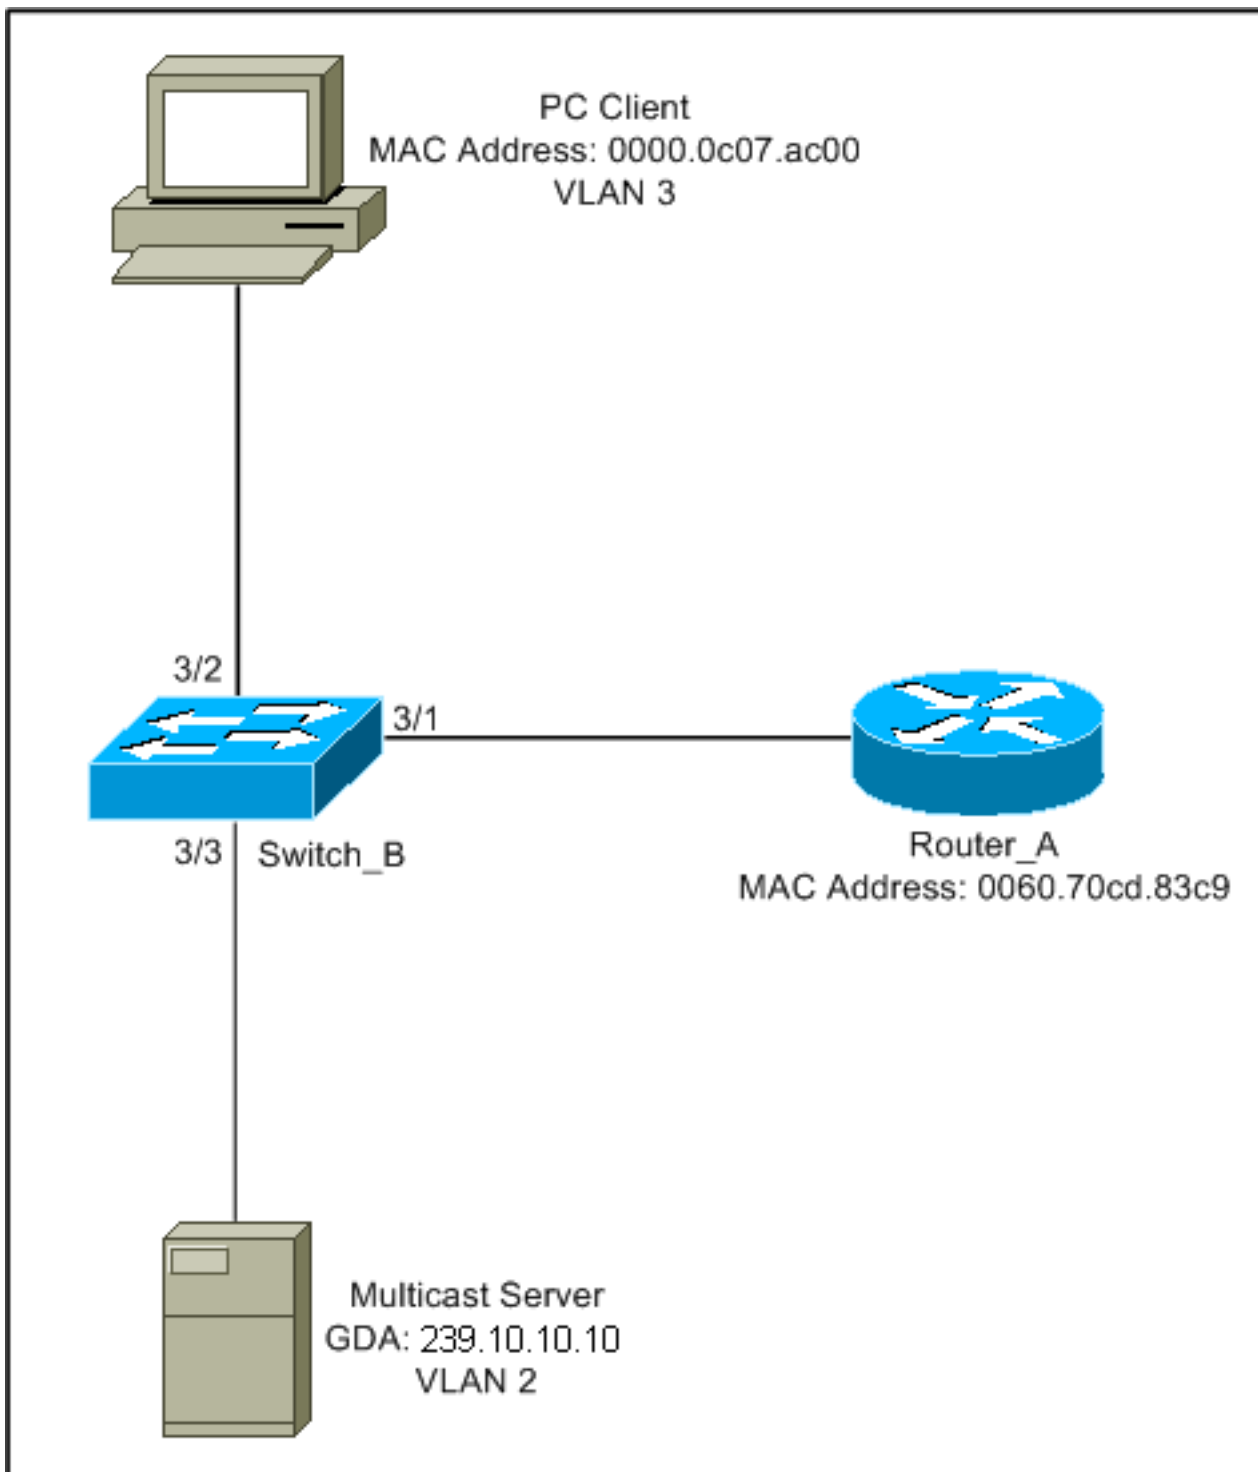 PC Client
MAC Address: 0000.0c07.ac00
VLAN 3
3/2
3/1
3/3
Switch_B
Router_A
MAC Address: 0060.70cd.83c9
Multicast Server
GDA: 239.10.10.10
VLAN 2